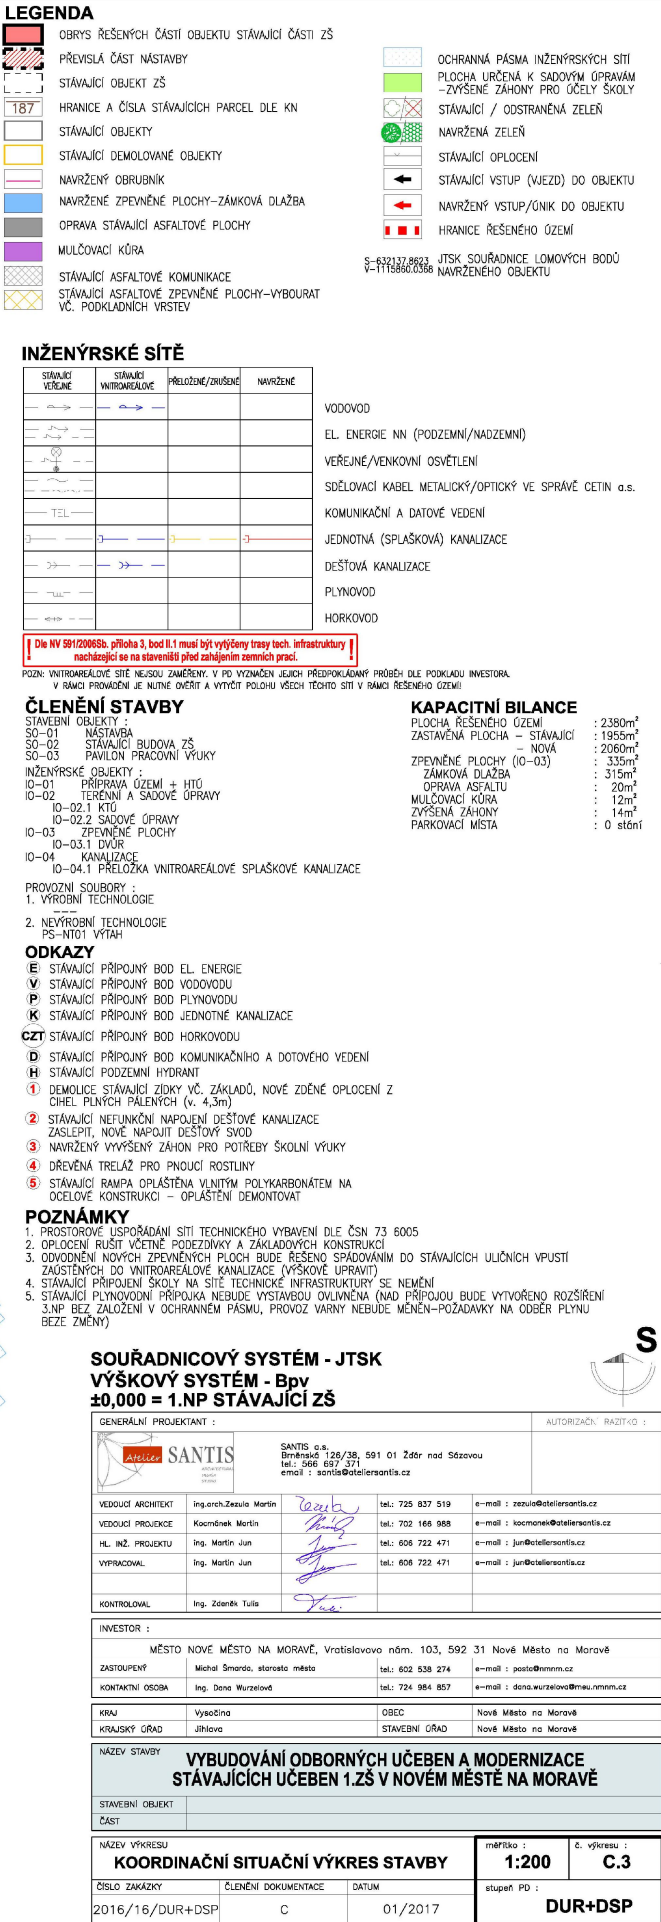 LEGENDA
OBRYS ŘEŠENÝCH ČÁSTÍ OBJEKTU STÁVAJÍCÍ ČÁSTI ZŠ
PŘEVISLÁ ČÁST NÁSTAVBY
STÁVAJÍCÍ OBJEKT ZŠ
187 HRANICE A ČÍSLA STÁVAJÍCÍCH PARCEL DLE KN
STÁVAJÍCÍ OBJEKTY
STÁVAJÍCÍ DEMOLOVANÉ OBJEKTY
NAVRŽENÝ OBRUBNÍK
NAVRŽENÉ ZPEVNĚNÉ PLOCHY-ZÁMKOVÁ DLAŽBA
OPRAVA STÁVAJÍCÍ ASFALTOVÉ PLOCHY
MULČOVACÍ KŮRA
STÁVAJÍCÍ ASFALTOVÉ KOMUNIKACE
STÁVAJÍCÍ ASFALTOVÉ ZPEVNĚNÉ PLOCHY-VYBOURAT
VČ. PODKLADNÍCH VRSTEV
OCHRANNÁ PÁSMA INŽENÝRSKÝCH SÍTÍ
PLOCHA URČENÁ K SADOVÝM ÚPRAVÁM
-ZVÝŠENÉ ZÁHONY PRO ÚČELY ŠKOLY
STÁVAJÍCÍ / ODSTRANĚNÁ ZELEŇ
NAVRŽENÁ ZELEŇ
STÁVAJÍCÍ OPLOCENÍ
STÁVAJÍCÍ VSTUP (VJEZD) DO OBJEKTU
NAVRŽENÝ VSTUP/ÚNIK DO OBJEKTU
HRANICE ŘEŠENÉHO ÚZEMÍ
S-632137.8623 JTSK SOUŘADNICE LOMOVÝCH BODŮ
V-1115860.0368 NAVRŽENÉHO OBJEKTU
INŽENÝRSKÉ SÍTĚ
STÁVAJÍCÍ VEŘEJNÉ
STÁVAJÍCÍ VNITROAREÁLOVÉ
PŘELOŽENÉ/ZRUŠENÉ
NAVRŽENÉ
VODOVOD
EL. ENERGIE NN (PODZEMNÍ/NADZEMNÍ)
VEŘEJNÉ/VENKOVNÍ OSVĚTLENÍ
SDĚLOVACÍ KABEL METALICKÝ/OPTICKÝ VE SPRÁVĚ CETIN a.s.
TEL KOMUNIKAČNÍ A DATOVÉ VEDENÍ
JEDNOTNÁ (SPLAŠKOVÁ) KANALIZACE
DEŠŤOVÁ KANALIZACE
PLYNOVOD
HORKOVOD
! Dle NV 591/2006Sb. příloha 3, bod II.1 musí být vytýčeny trasy tech. infrastruktury !
nacházející se na staveništi před zahájením zemních prací.
POZN: VNITROAREÁLOVÉ SÍTĚ NEJSOU ZAMĚŘENY. V PD VYZNAČEN JEJICH PŘEDPOKLÁDANÝ PRŮBĚH DLE PODKLADU INVESTORA.
V RÁMCI PROVÁDĚNÍ JE NUTNÉ OVĚŘIT A VYTYČIT POLOHU VŠECH TĚCHTO SÍTÍ V RÁMCI ŘEŠENÉHO ÚZEMÍ!
ČLENĚNÍ STAVBY
STAVEBNÍ OBJEKTY :
SO-01 NÁSTAVBA
SO-02 STÁVAJÍCÍ BUDOVA ZŠ
SO-03 PAVILON PRACOVNÍ VÝUKY
INŽENÝRSKÉ OBJEKTY :
IO-01 PŘÍPRAVA ÚZEMÍ + HTÚ
IO-02 TERÉNNÍ A SADOVÉ ÚPRAVY
IO-02.1 KTÚ
IO-02.2 SADOVÉ ÚPRAVY
IO-03 ZPEVNĚNÉ PLOCHY
IO-03.1 DVŮR
IO-04 KANALIZACE
IO-04.1 PŘELOŽKA VNITROAREÁLOVÉ SPLAŠKOVÉ KANALIZACE
PROVOZNÍ SOUBORY :
1. VÝROBNÍ TECHNOLOGIE
---
2. NEVÝROBNÍ TECHNOLOGIE
PS-NT01 VÝTAH
KAPACITNÍ BILANCE
PLOCHA ŘEŠENÉHO ÚZEMÍ : 2380m²
ZASTAVĚNÁ PLOCHA - STÁVAJÍCÍ : 1955m²
- NOVÁ : 2060m²
ZPEVNĚNÉ PLOCHY (IO-03) : 335m²
ZÁMKOVÁ DLAŽBA : 315m²
OPRAVA ASFALTU : 20m²
MULČOVACÍ KŮRA : 12m²
ZVÝŠENÁ ZÁHONY : 14m²
PARKOVACÍ MÍSTA : 0 stání
ODKAZY
E STÁVAJÍCÍ PŘÍPOJNÝ BOD EL. ENERGIE
V STÁVAJÍCÍ PŘÍPOJNÝ BOD VODOVODU
P STÁVAJÍCÍ PŘÍPOJNÝ BOD PLYNOVODU
K STÁVAJÍCÍ PŘÍPOJNÝ BOD JEDNOTNÉ KANALIZACE
CZT STÁVAJÍCÍ PŘÍPOJNÝ BOD HORKOVODU
D STÁVAJÍCÍ PŘÍPOJNÝ BOD KOMUNIKAČNÍHO A DOTOVÉHO VEDENÍ
H STÁVAJÍCÍ PODZEMNÍ HYDRANT
1 DEMOLICE STÁVAJÍCÍ ZÍDKY VČ. ZÁKLADŮ, NOVÉ ZDĚNÉ OPLOCENÍ Z
CIHEL PLNÝCH PÁLENÝCH (v. 4,3m)
2 STÁVAJÍCÍ NEFUNKČNÍ NAPOJENÍ DEŠŤOVÉ KANALIZACE
ZASLEPIT, NOVĚ NAPOJIT DEŠŤOVÝ SVOD
3 NAVRŽENÝ VYVÝŠENÝ ZÁHON PRO POTŘEBY ŠKOLNÍ VÝUKY
4 DŘEVĚNÁ TRELÁŽ PRO PNOUCÍ ROSTLINY
5 STÁVAJÍCÍ RAMPA OPLÁŠTĚNA VLNITÝM POLYKARBONÁTEM NA
OCELOVÉ KONSTRUKCI - OPLÁŠTĚNÍ DEMONTOVAT
POZNÁMKY
1. PROSTOROVÉ USPOŘÁDÁNÍ SÍTÍ TECHNICKÉHO VYBAVENÍ DLE ČSN 73 6005
2. OPLOCENÍ RUŠIT VČETNĚ PODEZDÍVKY A ZÁKLADOVÝCH KONSTRUKCÍ
3. ODVODNĚNÍ NOVÝCH ZPEVNĚNÝCH PLOCH BUDE ŘEŠENO SPÁDOVÁNÍM DO STÁVAJÍCÍCH ULIČNÍCH VPUSTÍ
ZAÚSTĚNÝCH DO VNITROAREÁLOVÉ KANALIZACE (VÝŠKOVĚ UPRAVIT)
4. STÁVAJÍCÍ PŘIPOJENÍ ŠKOLY NA SÍTĚ TECHNICKÉ INFRASTRUKTURY SE NEMĚNÍ
5. STÁVAJÍCÍ PLYNOVODNÍ PŘÍPOJKA NEBUDE VYSTAVBOU OVLIVNĚNA (NAD PŘÍPOJOU BUDE VYTVOŘENO ROZŠÍŘENÍ
3.NP BEZ ZALOŽENÍ V OCHRANNÉM PÁSMU, PROVOZ VARNY NEBUDE MĚNĚN-POŽADAVKY NA ODBĚR PLYNU
BEZE ZMĚNY)
S
SOUŘADNICOVÝ SYSTÉM - JTSK
VÝŠKOVÝ SYSTÉM - Bpv
±0,000 = 1.NP STÁVAJÍCÍ ZŠ
GENERÁLNÍ PROJEKTANT : AUTORIZAČNÍ RAZÍTKO :
Atelier SANTIS
SANTIS a.s.
Brněnská 126/38, 591 01 Žďár nad Sázavou
tel.: 566 697 371
email : santis@ateliersantis.cz
VEDOUCÍ ARCHITEKT ing.arch.Zezula Martin tel.: 725 837 519 e-mail : zezula@ateliersantis.cz
VEDOUCÍ PROJEKCE Kocmánek Martin tel.: 702 166 988 e-mail : kocmanek@ateliersantis.cz
HL. INŽ. PROJEKTU ing. Martin Jun tel.: 606 722 471 e-mail : jun@ateliersantis.cz
VYPRACOVAL ing. Martin Jun tel.: 606 722 471 e-mail : jun@ateliersantis.cz
KONTROLOVAL Ing. Zdeněk Tulis
INVESTOR :
MĚSTO NOVÉ MĚSTO NA MORAVĚ, Vratislavovo nám. 103, 592 31 Nové Město na Moravě
ZASTOUPENÝ Michal Šmarda, starosta města tel.: 602 538 274 e-mail : posta@nmnm.cz
KONTAKTNÍ OSOBA Ing. Dana Wurzelová tel.: 724 984 857 e-mail : dana.wurzelova@meu.nmnm.cz
KRAJ Vysočina OBEC Nové Město na Moravě
KRAJSKÝ ÚŘAD Jihlava STAVEBNÍ ÚŘAD Nové Město na Moravě
NÁZEV STAVBY VYBUDOVÁNÍ ODBORNÝCH UČEBEN A MODERNIZACE
STÁVAJÍCÍCH UČEBEN 1.ZŠ V NOVÉM MĚSTĚ NA MORAVĚ
STAVEBNÍ OBJEKT
ČÁST
NÁZEV VÝKRESU
KOORDINAČNÍ SITUAČNÍ VÝKRES STAVBY
měřítko : č. výkresu :
1:200 C.3
ČÍSLO ZAKÁZKY ČLENĚNÍ DOKUMENTACE DATUM stupeň PD :
2016/16/DUR+DSP C 01/2017 DUR+DSP